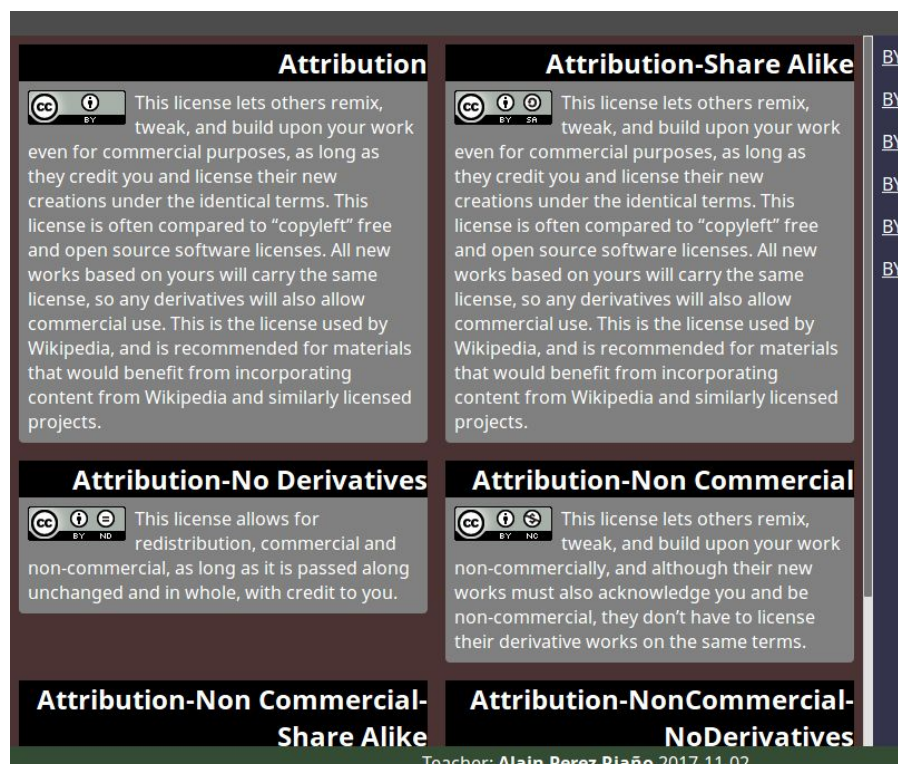 Attribution
cc BY
This license lets others remix,
tweak, and build upon your work
even for commercial purposes, as long as
they credit you and license their new
creations under the identical terms. This
license is often compared to “copyleft” free
and open source software licenses. All new
works based on yours will carry the same
license, so any derivatives will also allow
commercial use. This is the license used by
Wikipedia, and is recommended for materials
that would benefit from incorporating
content from Wikipedia and similarly licensed
projects.
Attribution-Share Alike
cc BY SA
This license lets others remix,
tweak, and build upon your work
even for commercial purposes, as long as
they credit you and license their new
creations under the identical terms. This
license is often compared to “copyleft” free
and open source software licenses. All new
works based on yours will carry the same
license, so any derivatives will also allow
commercial use. This is the license used by
Wikipedia, and is recommended for materials
that would benefit from incorporating
content from Wikipedia and similarly licensed
projects.
Attribution-No Derivatives
cc BY ND
This license allows for
redistribution, commercial and
non-commercial, as long as it is passed along
unchanged and in whole, with credit to you.
Attribution-Non Commercial
cc BY NC
This license lets others remix,
tweak, and build upon your work
non-commercially, and although their new
works must also acknowledge you and be
non-commercial, they don’t have to license
their derivative works on the same terms.
Attribution-Non Commercial-
Share Alike
Attribution-NonCommercial-
NoDerivatives
BY
BY
BY
BY
BY
BY
Teacher: Alain Perez Riaño 2017-11-02